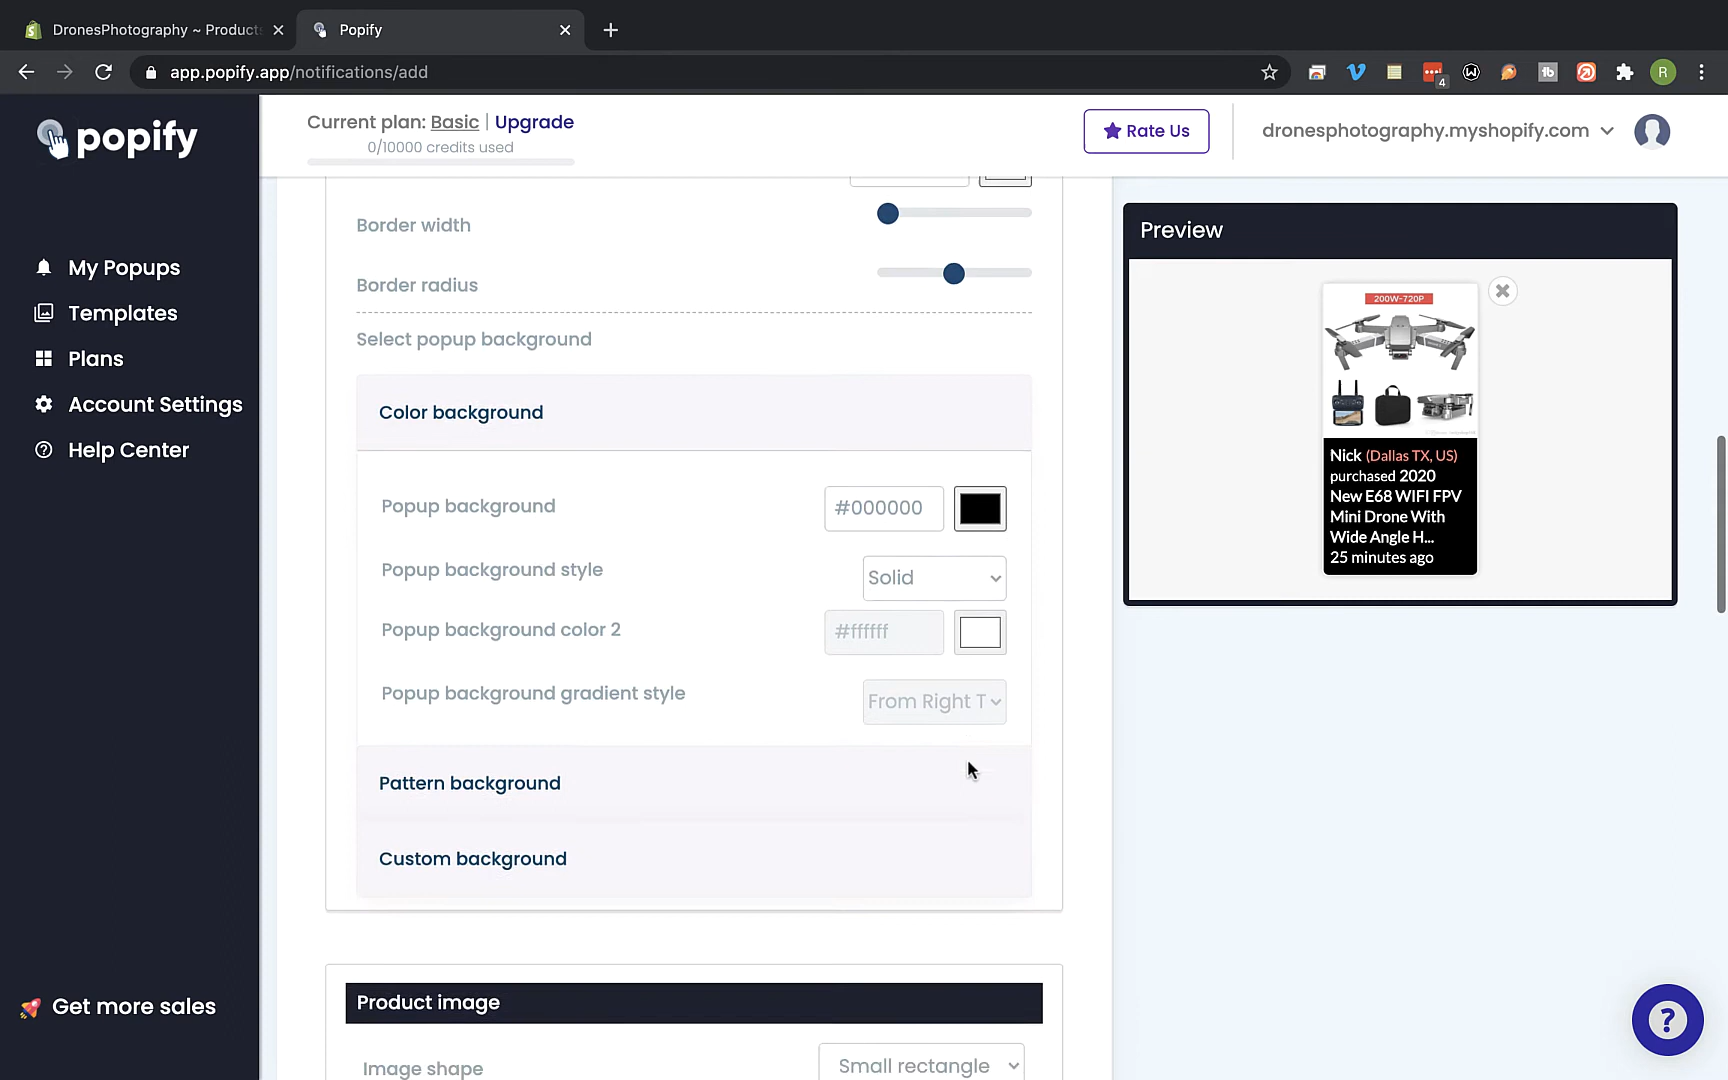 DronesPhotography ~ Product
Popify
app.popify.app/notifications/add
4
R
popify
Current plan: Basic | Upgrade
0/10000 credits used
Rate Us
dronesphotography.myshopify.com
My Popups
Templates
Plans
Account Settings
Help Center
Get more sales
Border width
Border radius
Select popup background
Color background
Popup background
#000000
Popup background style
Solid
Popup background color 2
#ffffff
Popup background gradient style
From Right T
Pattern background
Custom background
Product image
Image shape
Small rectangle
Preview
200W-720P
Nick (Dallas TX, US)
purchased 2020
New E68 WIFI FPV
Mini Drone With
Wide Angle H...
25 minutes ago
?